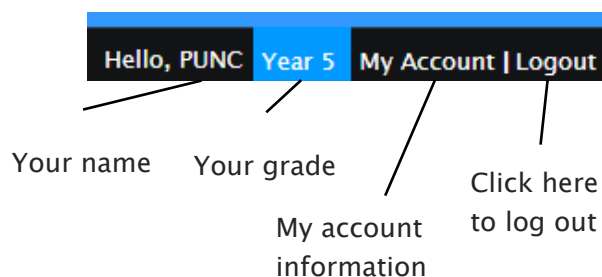 Hello, PUNC Year 5 My Account | Logout
Your name
Your grade
Click here
to log out
My account
information